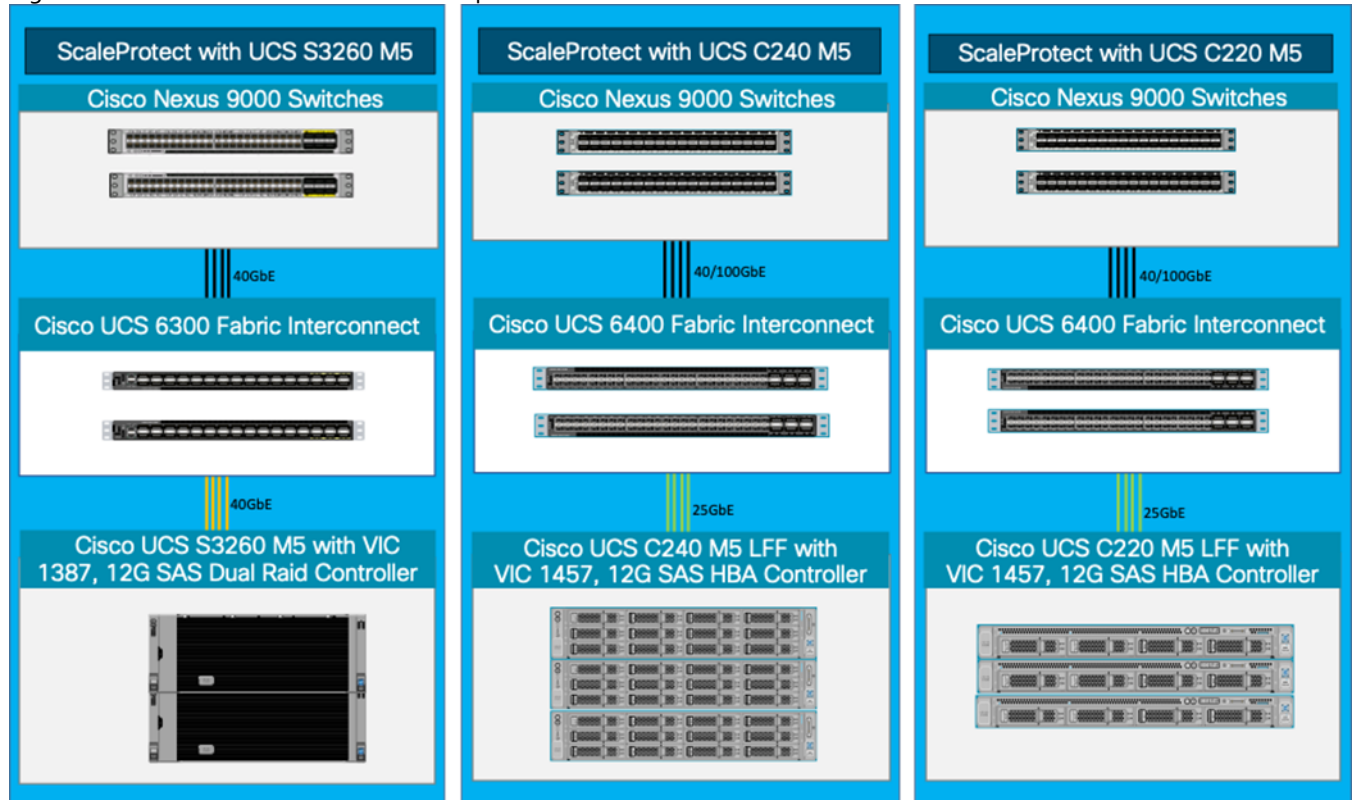 ScaleProtect with UCS S3260 M5
Cisco Nexus 9000 Switches
40GbE
Cisco UCS 6300 Fabric Interconnect
40GbE
Cisco UCS S3260 M5 with VIC
1387, 12G SAS Dual Raid Controller
ScaleProtect with UCS C240 M5
Cisco Nexus 9000 Switches
40/100GbE
Cisco UCS 6400 Fabric Interconnect
25GbE
Cisco UCS C240 M5 LFF with
VIC 1457, 12G SAS HBA Controller
ScaleProtect with UCS C220 M5
Cisco Nexus 9000 Switches
40/100GbE
Cisco UCS 6400 Fabric Interconnect
25GbE
Cisco UCS C220 M5 LFF with
VIC 1457, 12G SAS HBA Controller